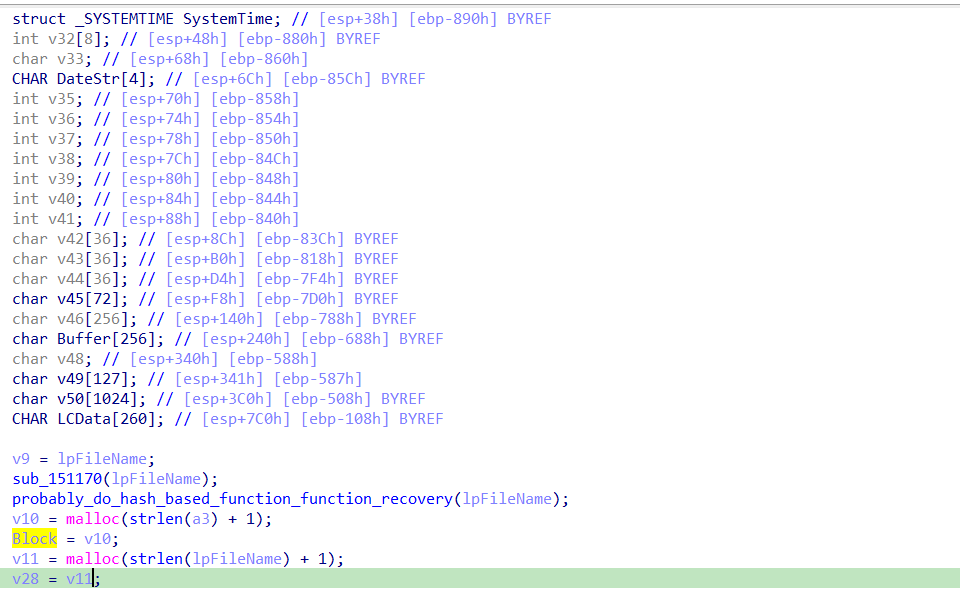 struct _SYSTEMTIME SystemTime; // [esp+38h] [ebp-890h] BYREF
int v32[8]; // [esp+48h] [ebp-880h] BYREF
char v33; // [esp+68h] [ebp-860h]
CHAR DateStr[4]; // [esp+6Ch] [ebp-85Ch] BYREF
int v35; // [esp+70h] [ebp-858h]
int v36; // [esp+74h] [ebp-854h]
int v37; // [esp+78h] [ebp-850h]
int v38; // [esp+7Ch] [ebp-84Ch]
int v39; // [esp+80h] [ebp-848h]
int v40; // [esp+84h] [ebp-844h]
int v41; // [esp+88h] [ebp-840h]
char v42[36]; // [esp+8Ch] [ebp-83Ch] BYREF
char v43[36]; // [esp+B0h] [ebp-818h] BYREF
char v44[36]; // [esp+D4h] [ebp-7F4h] BYREF
char v45[72]; // [esp+F8h] [ebp-7D0h] BYREF
char v46[256]; // [esp+140h] [ebp-788h] BYREF
char Buffer[256]; // [esp+240h] [ebp-688h] BYREF
char v48; // [esp+340h] [ebp-588h]
char v49[127]; // [esp+341h] [ebp-587h]
char v50[1024]; // [esp+3C0h] [ebp-508h] BYREF
CHAR LCData[260]; // [esp+7C0h] [ebp-108h] BYREF
v9 = lpFileName;
sub_151170(lpFileName);
probably_do_hash_based_function_function_recovery(lpFileName);
v10 = malloc(strlen(a3) + 1);
Block = v10;
v11 = malloc(strlen(lpFileName) + 1);
v28 = v11;